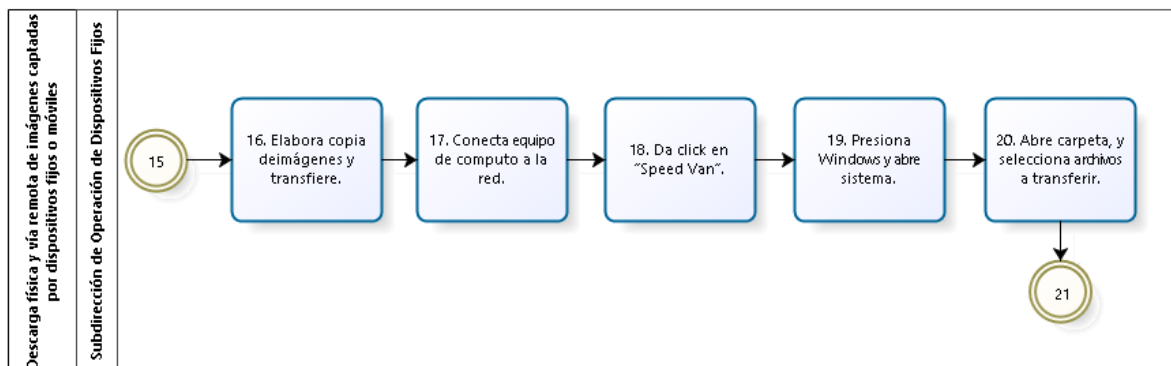 Descarga física y vía remota de imágenes captadas
por dispositivos fijos o móviles
Subdirección de Operación de Dispositivos Fijos
15
16. Elabora copia
deimágenes y
transfiere.
17. Conecta equipo
de computo a la
red.
18. Da click en
"Speed Van".
19. Presiona
Windows y abre
sistema.
20. Abre carpeta, y
selecciona archivos
a transferir.
21